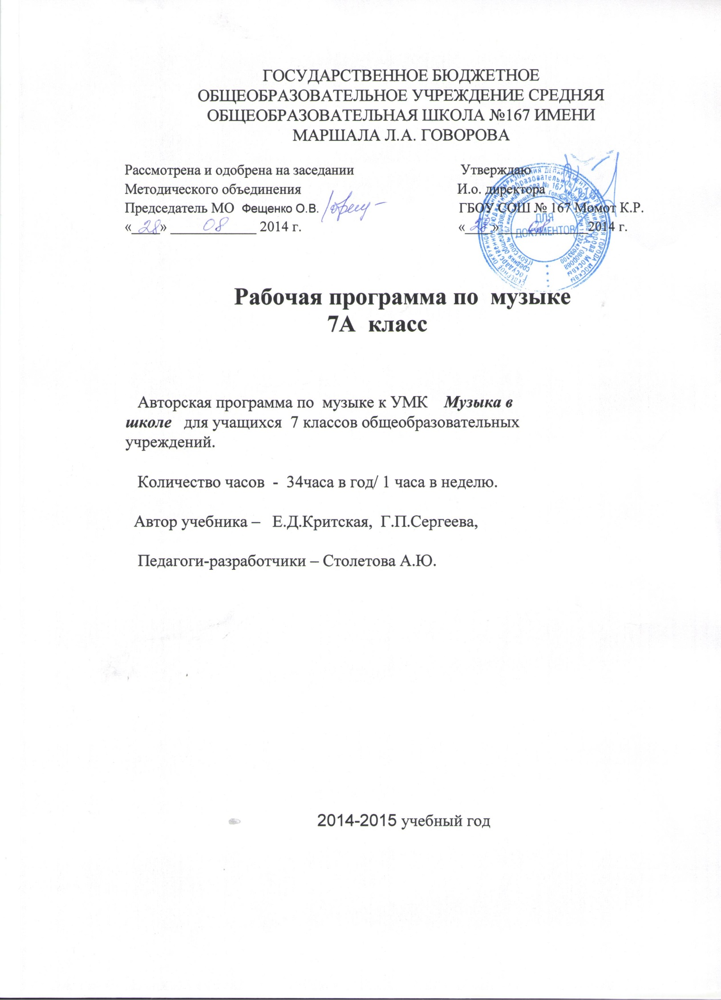 ГОСУДАРСТВЕННОЕ БЮДЖЕТНОЕ
ОБЩЕОБРАЗОВАТЕЛЬНОЕ УЧРЕЖДЕНИЕ СРЕДНЯЯ
ОБЩЕОБРАЗОВАТЕЛЬНАЯ ШКОЛА №167 ИМЕНИ
МАРШАЛА Л.А. ГОВОРОВА
Рассмотрена и одобрена на заседании Утверждаю
Методического объединения И.о. директора
Председатель МО Фещенко О.В. ГБОУ СОШ № 167 Момот К.Р.
«28» 08 2014 г. «28» 08 2014 г.
ДЛЯ
ДОКУМЕНТОВ
Рабочая программа по музыке
7А класс
Авторская программа по музыке к УМК Музыка в
школе для учащихся 7 классов общеобразовательных
учреждений.
Количество часов - 34часа в год/ 1 часа в неделю.
Автор учебника – Е.Д.Критская, Г.П.Сергеева,
Педагоги-разработчики – Столетова А.Ю.
2014-2015 учебный год